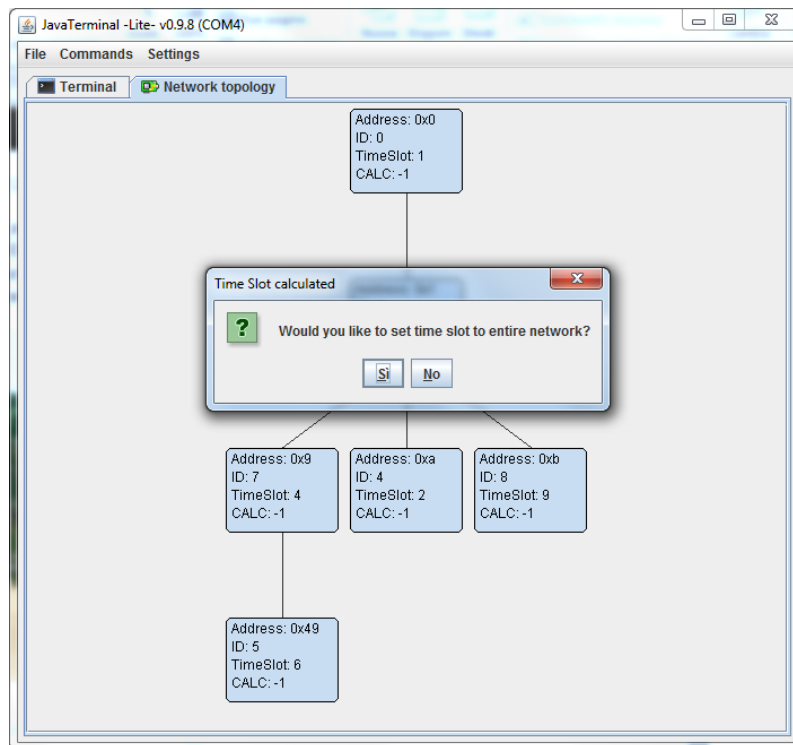 JavaTerminal -Lite- v0.9.8 (COM4)
File Commands Settings
Terminal Network topology
Address: 0x0
ID: 0
TimeSlot: 1
CALC: -1
Time Slot calculated
Would you like to set time slot to entire network?
Sì No
Address: 0x9
ID: 7
TimeSlot: 4
CALC: -1
Address: 0xa
ID: 4
TimeSlot: 2
CALC: -1
Address: 0xb
ID: 8
TimeSlot: 9
CALC: -1
Address: 0x49
ID: 5
TimeSlot: 6
CALC: -1